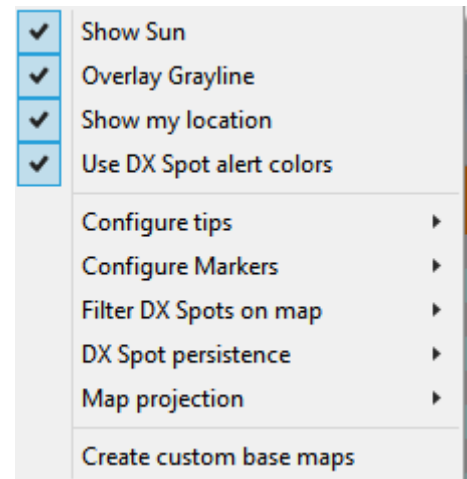 Show Sun
Overlay Grayline
Show my location
Use DX Spot alert colors
Configure tips
Configure Markers
Filter DX Spots on map
DX Spot persistence
Map projection
Create custom base maps